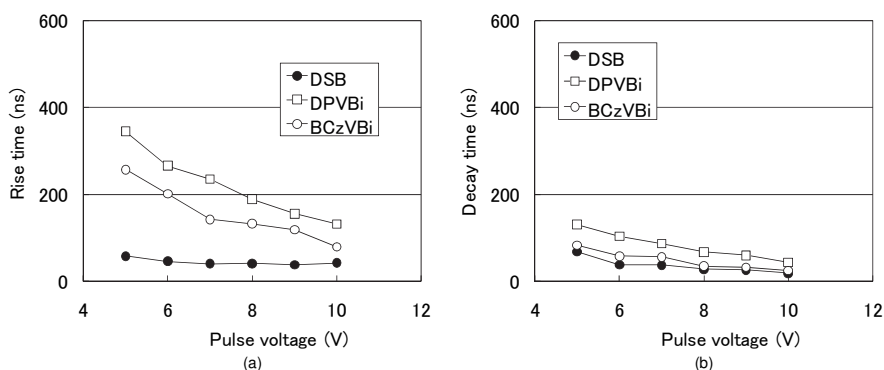 600
400
200
0
Rise time (ns)
DSB
DPVBi
BCzVBi
4 6 8 10 12
Pulse voltage (V)
(a)
600
400
200
0
Decay time (ns)
DSB
DPVBi
BCzVBi
4 6 8 10 12
Pulse voltage (V)
(b)